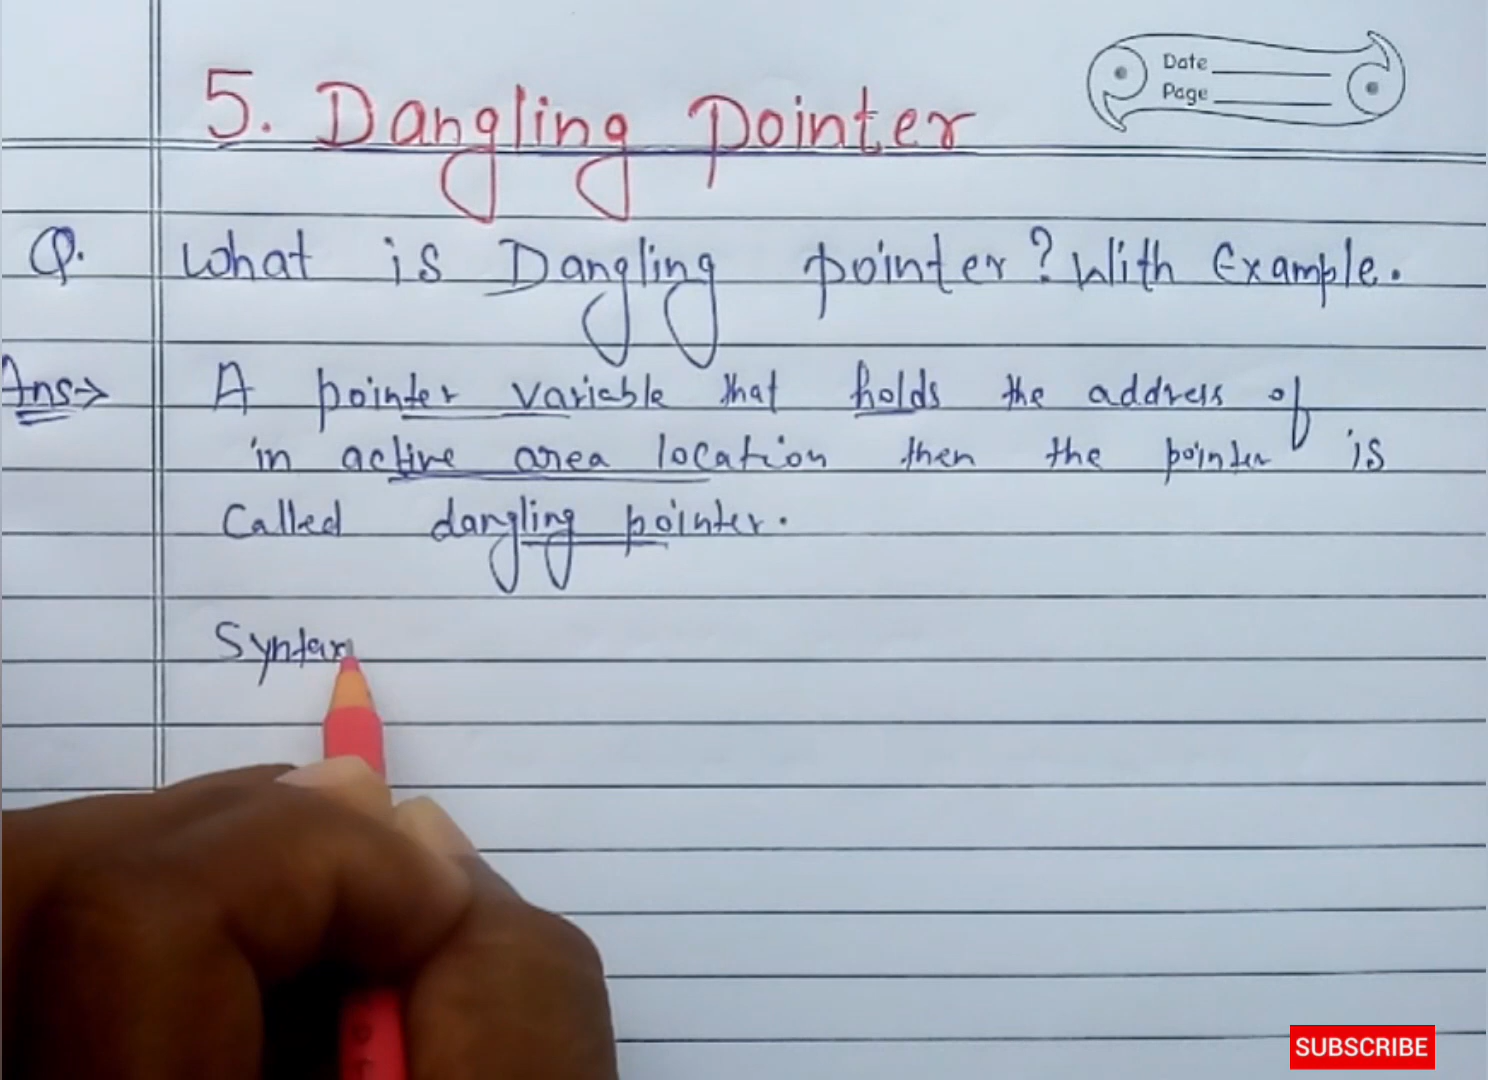 Date
Page
5. Dangling Pointer
Q. What is Dangling pointer? With Example.
Ans→ A pointer variable that holds the address of
in active area location then the pointer is
Called dangling pointer.
Syntax
SUBSCRIBE